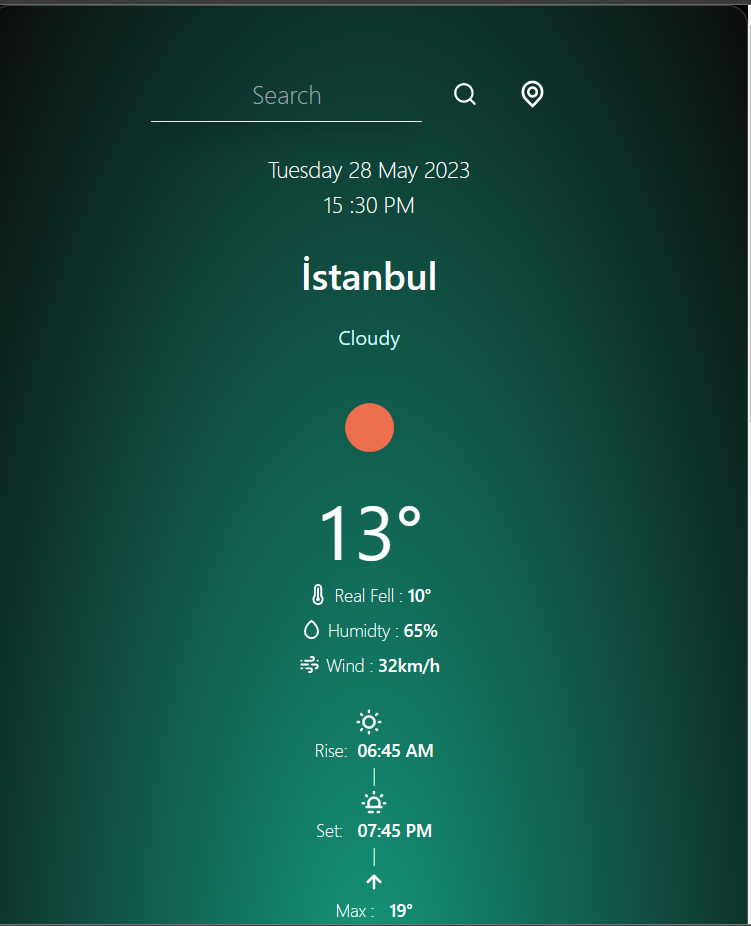 Search
Tuesday 28 May 2023
15 :30 PM
İstanbul
Cloudy
13°
Real Fell : 10°
Humidty : 65%
Wind : 32km/h
Rise: 06:45 AM
|
Set: 07:45 PM
|
Max : 19°